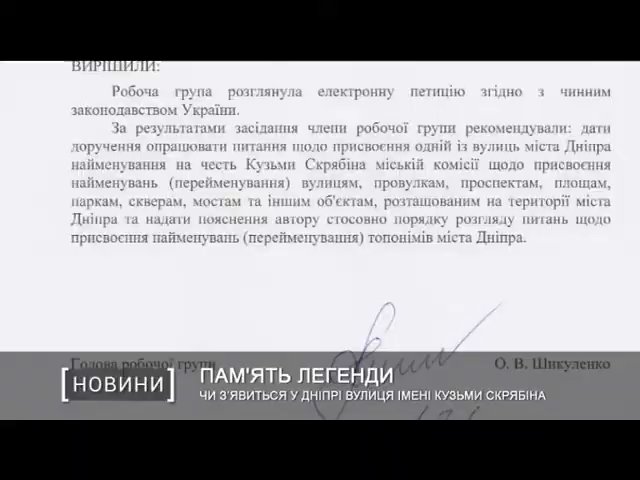 ВИРІШИЛИ:
Робоча група розглянула електронну петицію згідно з чинним
законодавством України.
За результатами засідання члени робочої групи рекомендували: дати
доручення опрацювати питання щодо присвоєння одній із вулиць міста Дніпра
найменування на честь Кузьми Скрябіна міській комісії щодо присвоєння
найменувань (перейменування) вулицям, провулкам, проспектам, площам,
паркам, скверам, мостам та іншим об'єктам, розташованим на території міста
Дніпра та надати пояснення автору стосовно порядку розгляду питань щодо
присвоєння найменувань (перейменування) топонімів міста Дніпра.
Голова робочої групи О. В. Шикуленко
[НОВИНИ]
ПАМ'ЯТЬ ЛЕГЕНДИ
ЧИ З'ЯВИТЬСЯ У ДНІПРІ ВУЛИЦЯ ІМЕНІ КУЗЬМИ СКРЯБІНА